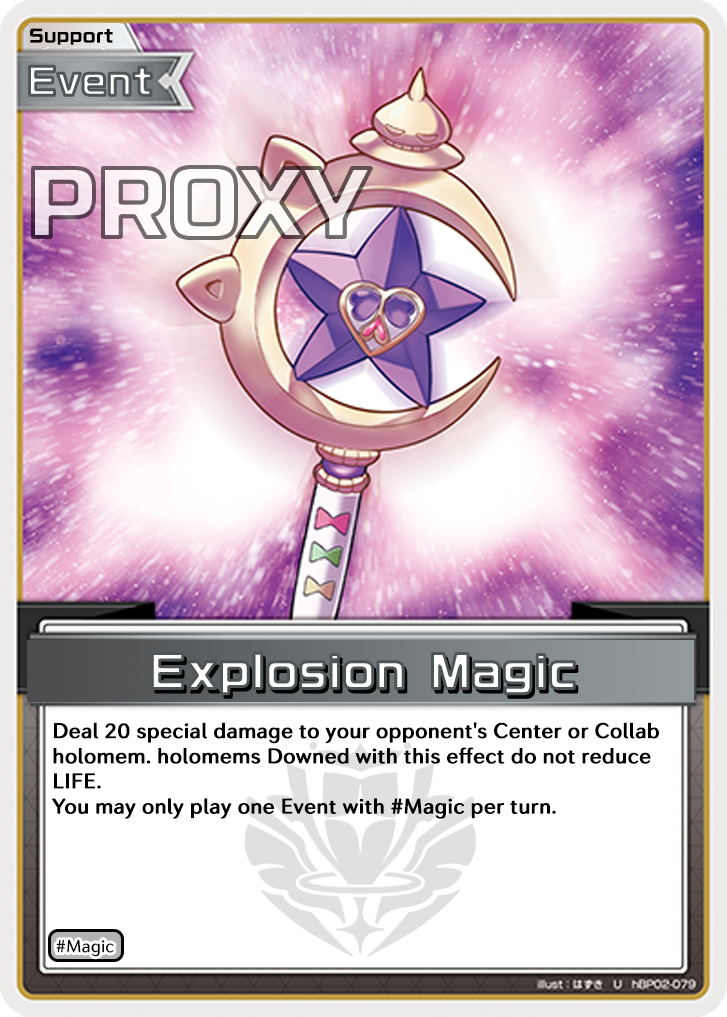 Support
Event
PROXY
Explosion Magic
Deal 20 special damage to your opponent's Center or Collab
holomem. holomems Downed with this effect do not reduce
LIFE.
You may only play one Event with #Magic per turn.
#Magic
illust : はずき U hBP02-079